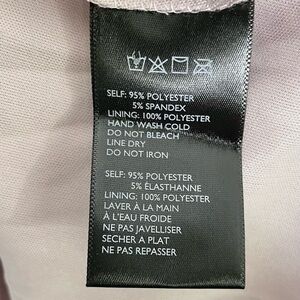 SELF: 95% POLYESTER
5% SPANDEX
LINING: 100% POLYESTER
HAND WASH COLD
DO NOT BLEACH
LINE DRY
DO NOT IRON
SELF: 95% POLYESTER
5% ÉLASTHANNE
LINING: 100% POLYESTER
LAVER À LA MAIN
À L'EAU FROIDE
NE PAS JAVELLISER
SECHER A PLAT
NE PAS REPASSER